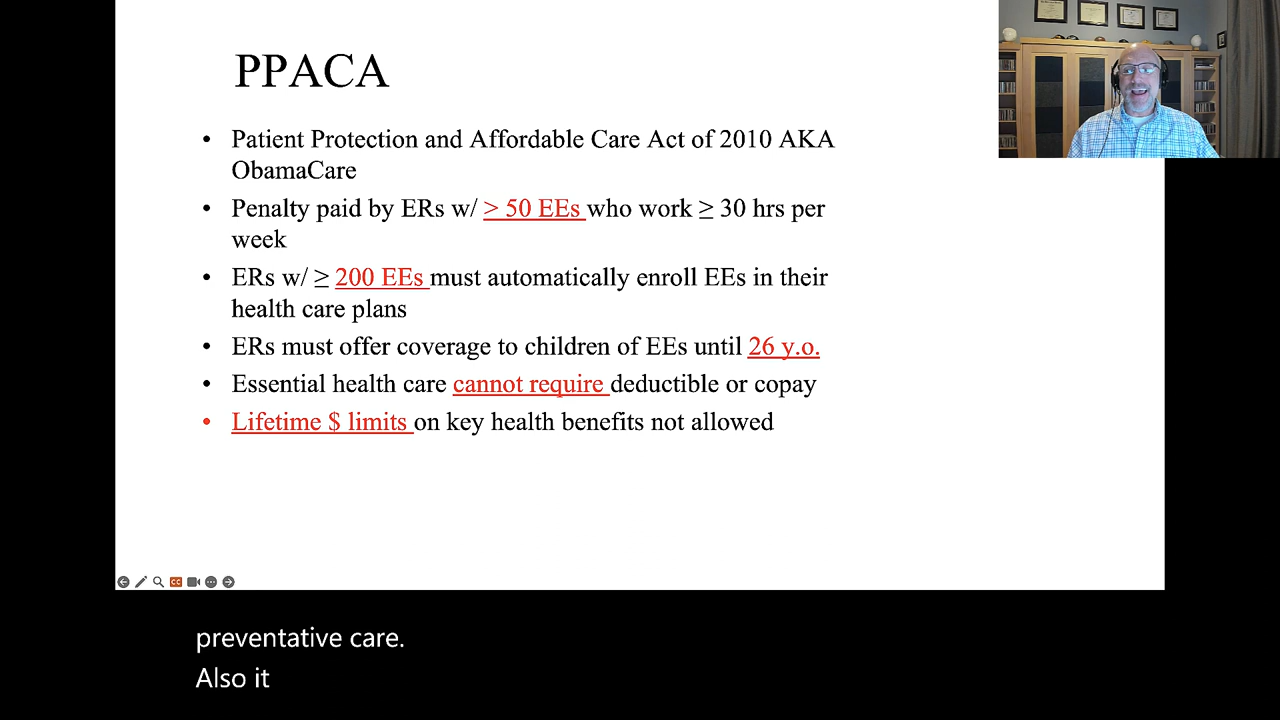 PPACA
• Patient Protection and Affordable Care Act of 2010 AKA
ObamaCare
• Penalty paid by ERs w/ > 50 EEs who work ≥ 30 hrs per
week
• ERs w/ ≥ 200 EEs must automatically enroll EEs in their
health care plans
• ERs must offer coverage to children of EEs until 26 y.o.
• Essential health care cannot require deductible or copay
• Lifetime $ limits on key health benefits not allowed
CC
preventative care.
Also it